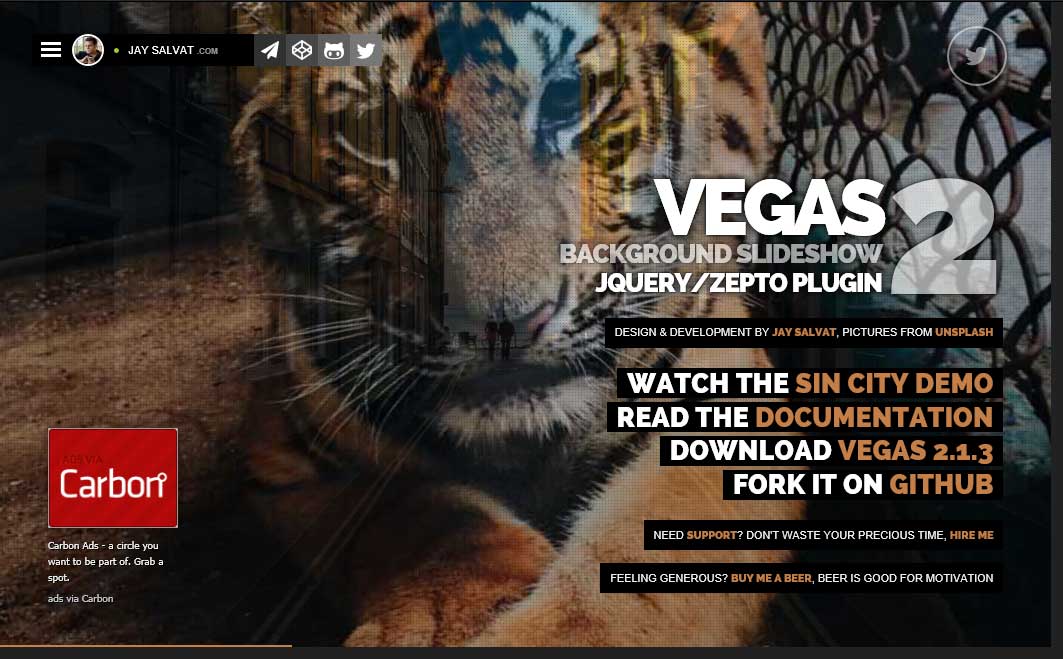 JAY SALVAT .COM
VEGAS 2
BACKGROUND SLIDESHOW
JQUERY/ZEPTO PLUGIN
DESIGN & DEVELOPMENT BY JAY SALVAT, PICTURES FROM UNSPLASH
WATCH THE SIN CITY DEMO
READ THE DOCUMENTATION
DOWNLOAD VEGAS 2.1.3
FORK IT ON GITHUB
NEED SUPPORT? DON'T WASTE YOUR PRECIOUS TIME, HIRE ME
FEELING GENEROUS? BUY ME A BEER, BEER IS GOOD FOR MOTIVATION
ADS VIA
Carbon
Carbon Ads - a circle you
want to be part of. Grab a
spot.
ads via Carbon